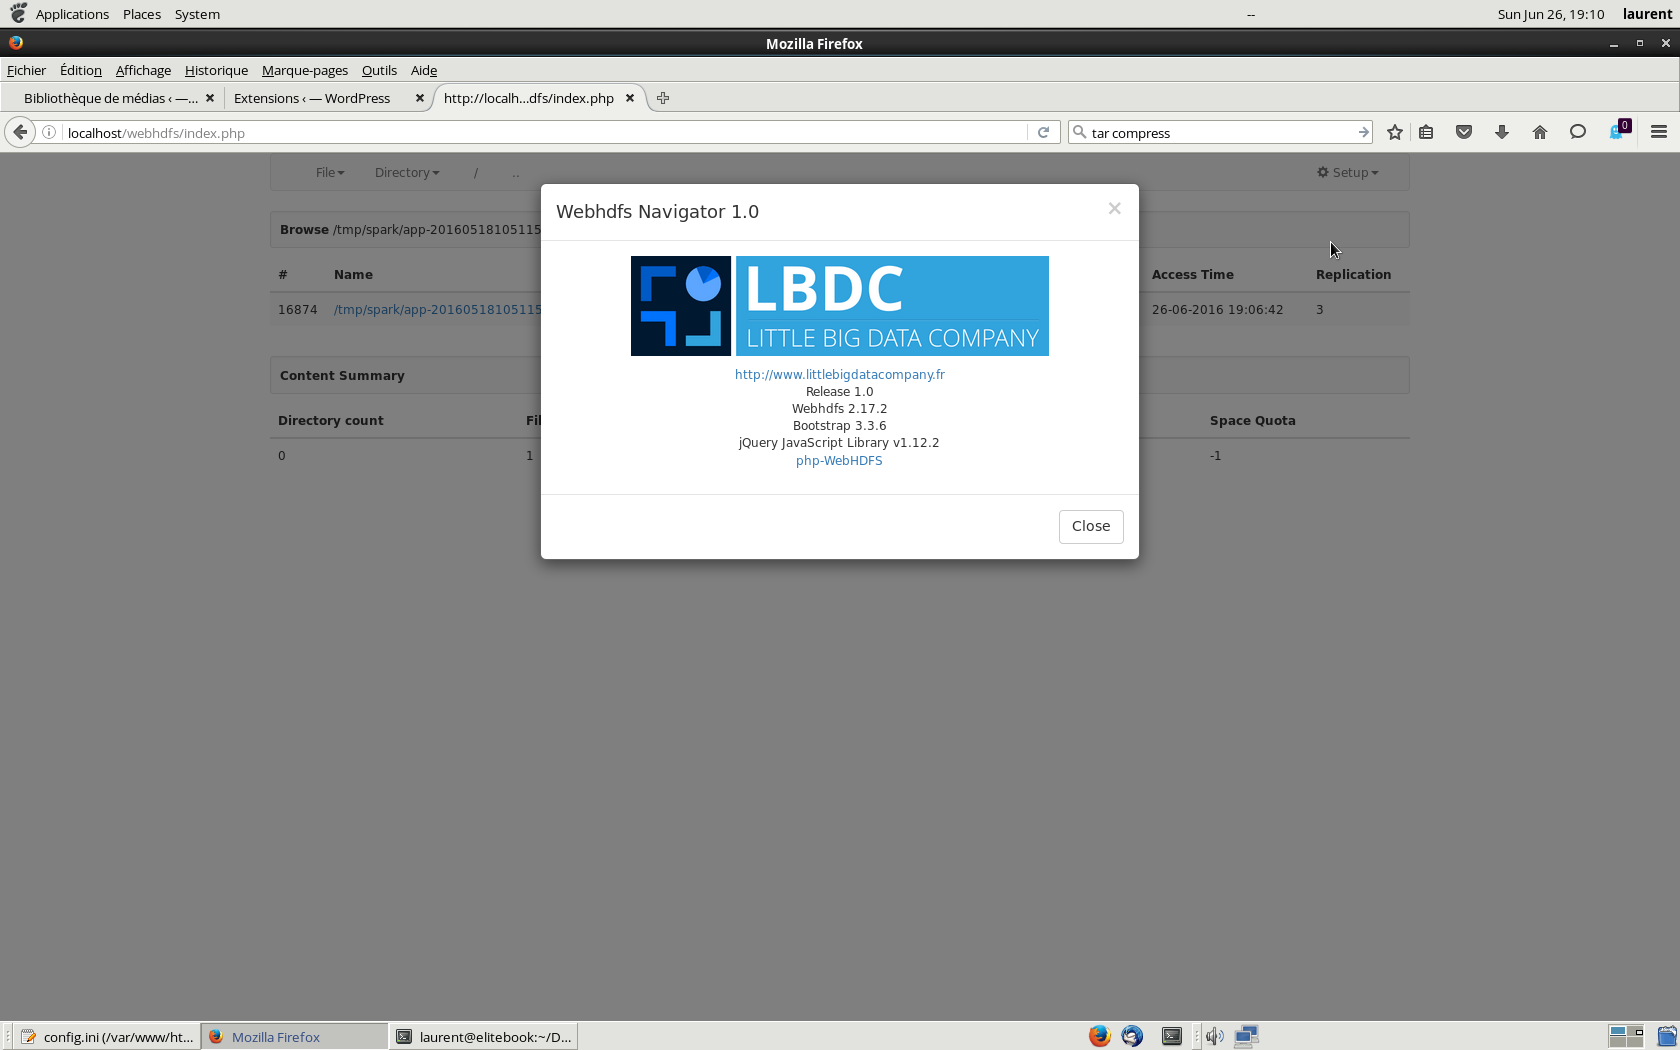 Applications Places System -- Sun Jun 26, 19:10 laurent
Mozilla Firefox
Fichier Édition Affichage Historique Marque-pages Outils Aide
Bibliothèque de médias ‹ —... Extensions ‹ — WordPress http://localh...dfs/index.php
localhost/webhdfs/index.php tar compress 0
File Directory / .. Setup
Webhdfs Navigator 1.0 ×
Browse /tmp/spark/app-20160518105115
# Name Access Time Replication
16874 /tmp/spark/app-20160518105115 26-06-2016 19:06:42 3
LBDC
LITTLE BIG DATA COMPANY
http://www.littlebigdatacompany.fr
Release 1.0
Webhdfs 2.17.2
Bootstrap 3.3.6
jQuery JavaScript Library v1.12.2
php-WebHDFS
Content Summary
Directory count Fil Space Quota
0 1 -1
Close
config.ini (/var/www/ht... Mozilla Firefox laurent@elitebook:~/D...